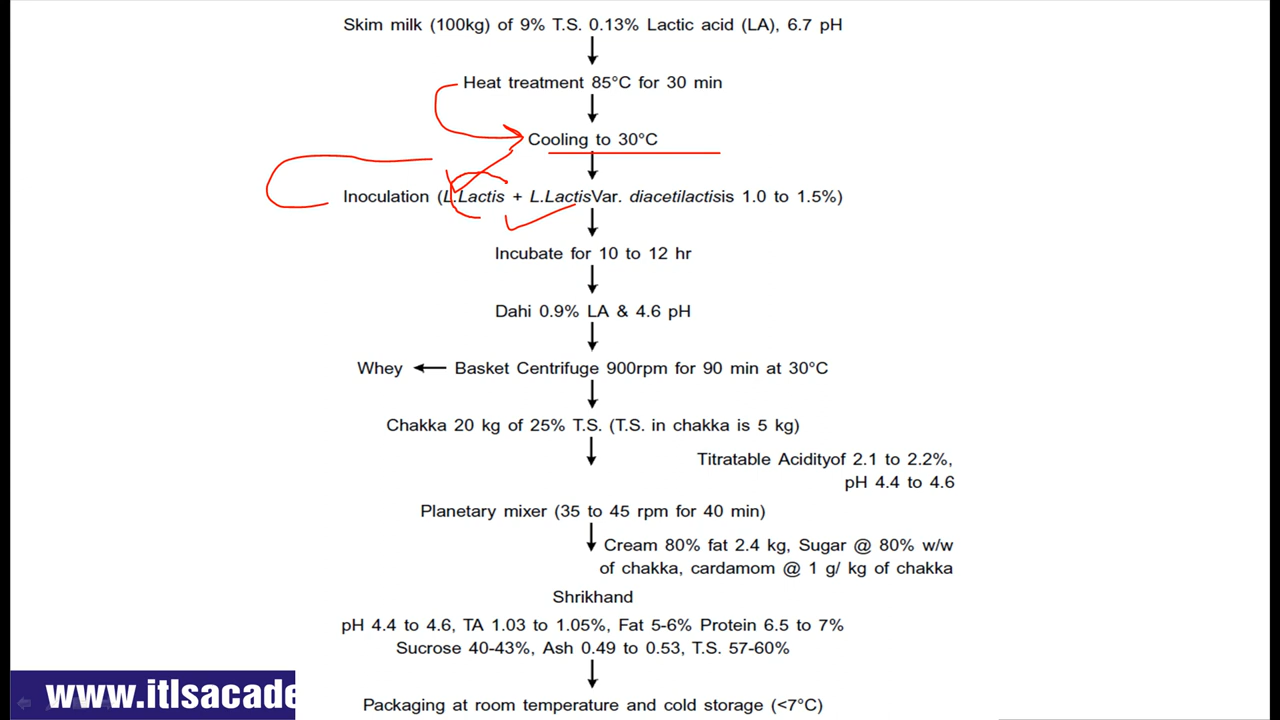 Skim milk (100kg) of 9% T.S. 0.13% Lactic acid (LA), 6.7 pH
Heat treatment 85°C for 30 min
Cooling to 30°C
Inoculation (L.Lactis + L.LactisVar. diacetilactisis 1.0 to 1.5%)
Incubate for 10 to 12 hr
Dahi 0.9% LA & 4.6 pH
Whey Basket Centrifuge 900rpm for 90 min at 30°C
Chakka 20 kg of 25% T.S. (T.S. in chakka is 5 kg)
Titratable Acidityof 2.1 to 2.2%,
pH 4.4 to 4.6
Planetary mixer (35 to 45 rpm for 40 min)
Cream 80% fat 2.4 kg, Sugar @ 80% w/w
of chakka, cardamom @ 1 g/ kg of chakka
Shrikhand
pH 4.4 to 4.6, TA 1.03 to 1.05%, Fat 5-6% Protein 6.5 to 7%
Sucrose 40-43%, Ash 0.49 to 0.53, T.S. 57-60%
Packaging at room temperature and cold storage (<7°C)
www.itlsacade